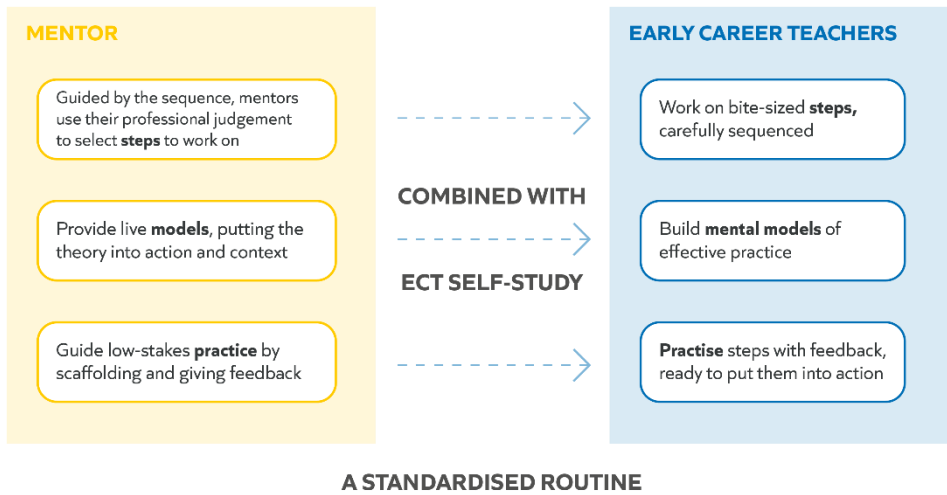 MENTOR
Guided by the sequence, mentors
use their professional judgement
to select steps to work on
Provide live models, putting the
theory into action and context
Guide low-stakes practice by
scaffolding and giving feedback
COMBINED WITH
ECT SELF-STUDY
EARLY CAREER TEACHERS
Work on bite-sized steps,
carefully sequenced
Build mental models of
effective practice
Practise steps with feedback,
ready to put them into action
A STANDARDISED ROUTINE